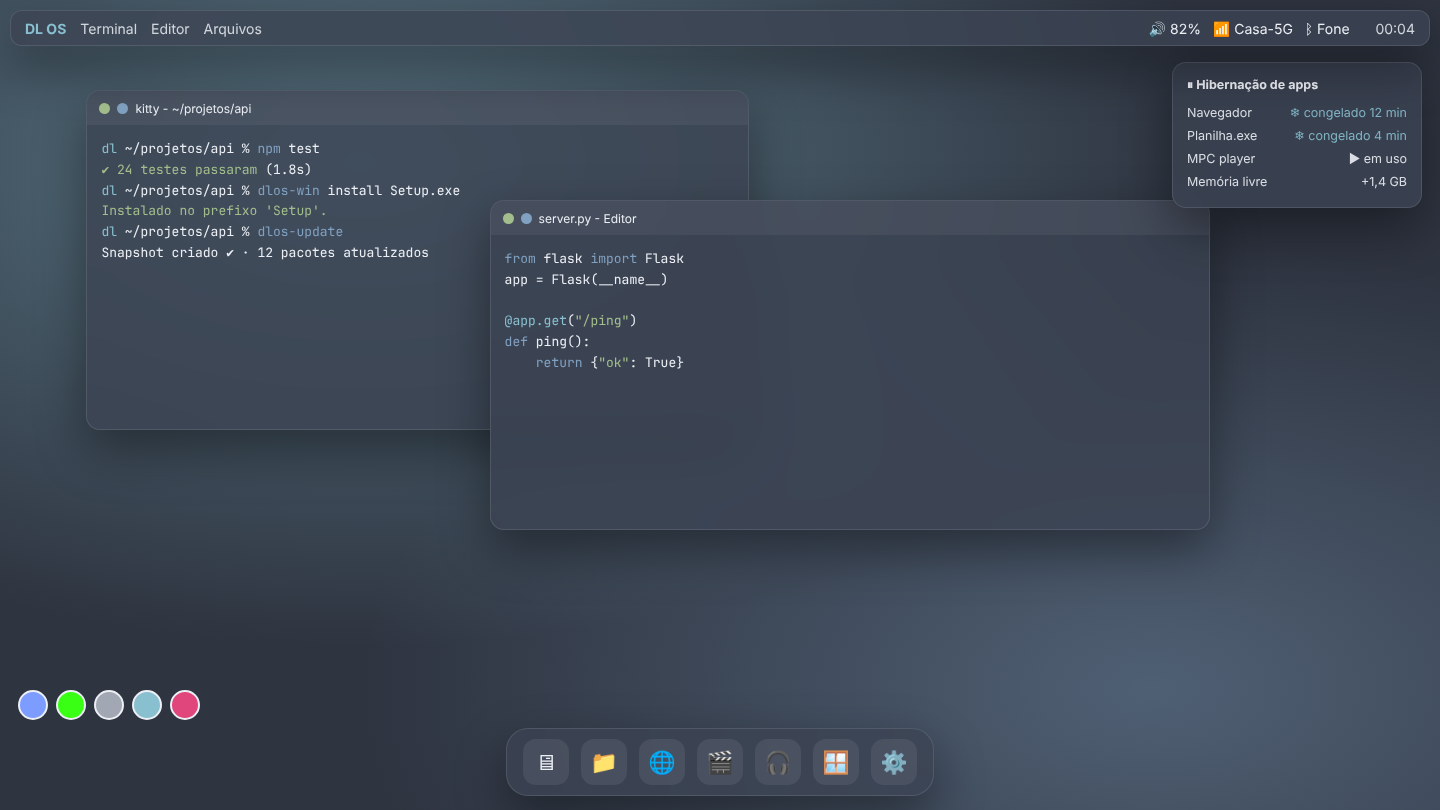 DL OS Terminal Editor Arquivos 82% Casa-5G Fone 00:04
Hibernação de apps
Navegador ❄ congelado 12 min
Planilha.exe ❄ congelado 4 min
MPC player ▶ em uso
Memória livre +1,4 GB
kitty - ~/projetos/api
dl ~/projetos/api % npm test
✔ 24 testes passaram (1.8s)
dl ~/projetos/api % dlos-win install Setup.exe
Instalado no prefixo 'Setup'.
dl ~/projetos/api % dlos-update
Snapshot criado ✔ · 12 pacotes atualizados
server.py - Editor
from flask import Flask
app = Flask(__name__)
@app.get("/ping")
def ping():
    return {"ok": True}